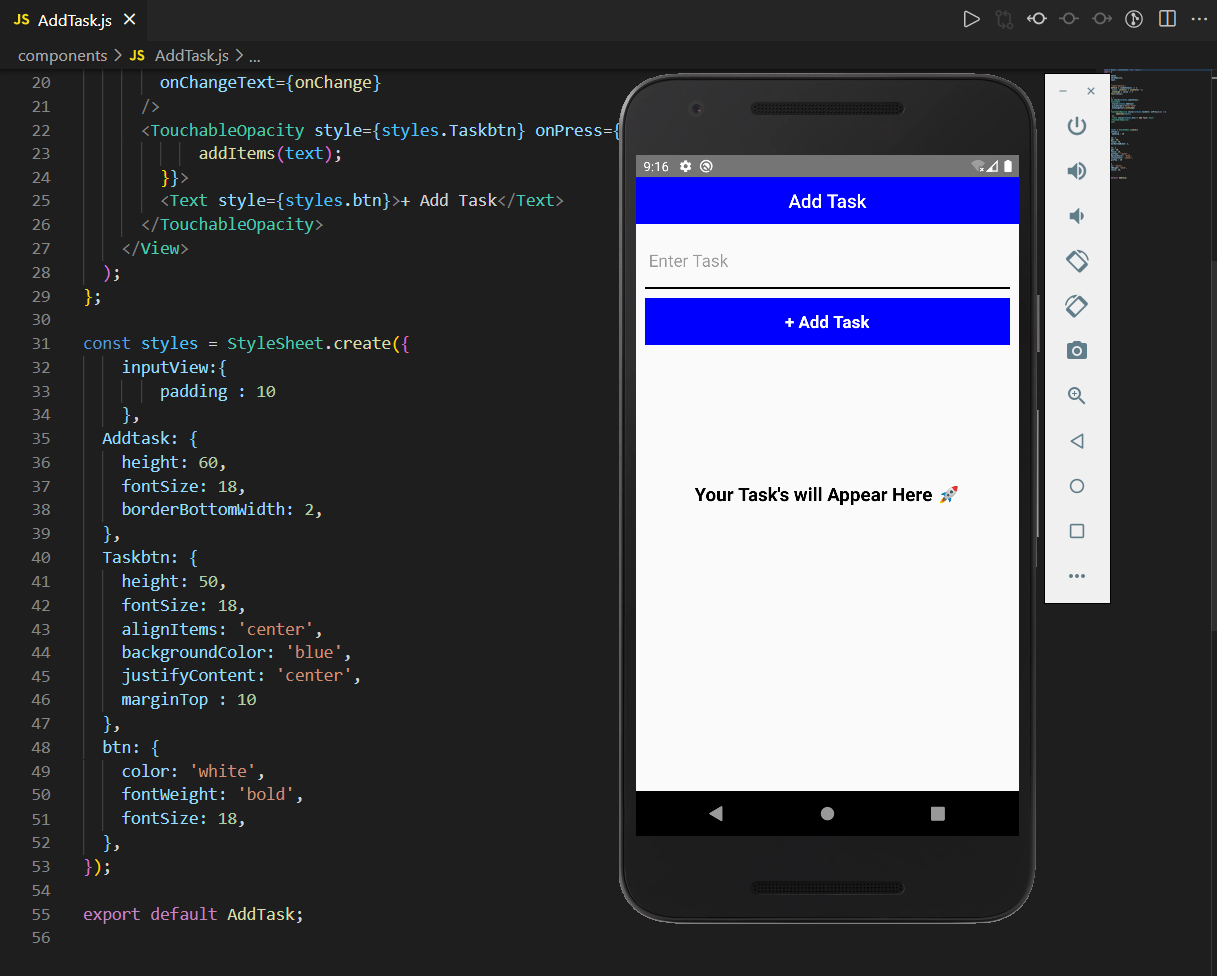 JS AddTask.js
components > JS AddTask.js > ...
20 onChangeText={onChange}
21 />
22 <TouchableOpacity style={styles.Taskbtn} onPress={
23 addItems(text);
24 }}>
25 <Text style={styles.btn}>+ Add Task</Text>
26 </TouchableOpacity>
27 </View>
28 );
29 };
30
31 const styles = StyleSheet.create({
32 inputView:{
33 padding : 10
34 },
35 Addtask: {
36 height: 60,
37 fontSize: 18,
38 borderBottomWidth: 2,
39 },
40 Taskbtn: {
41 height: 50,
42 fontSize: 18,
43 alignItems: 'center',
44 backgroundColor: 'blue',
45 justifyContent: 'center',
46 marginTop : 10
47 },
48 btn: {
49 color: 'white',
50 fontWeight: 'bold',
51 fontSize: 18,
52 },
53 });
54
55 export default AddTask;
56
9:16
Add Task
Enter Task
+ Add Task
Your Task's will Appear Here 🚀